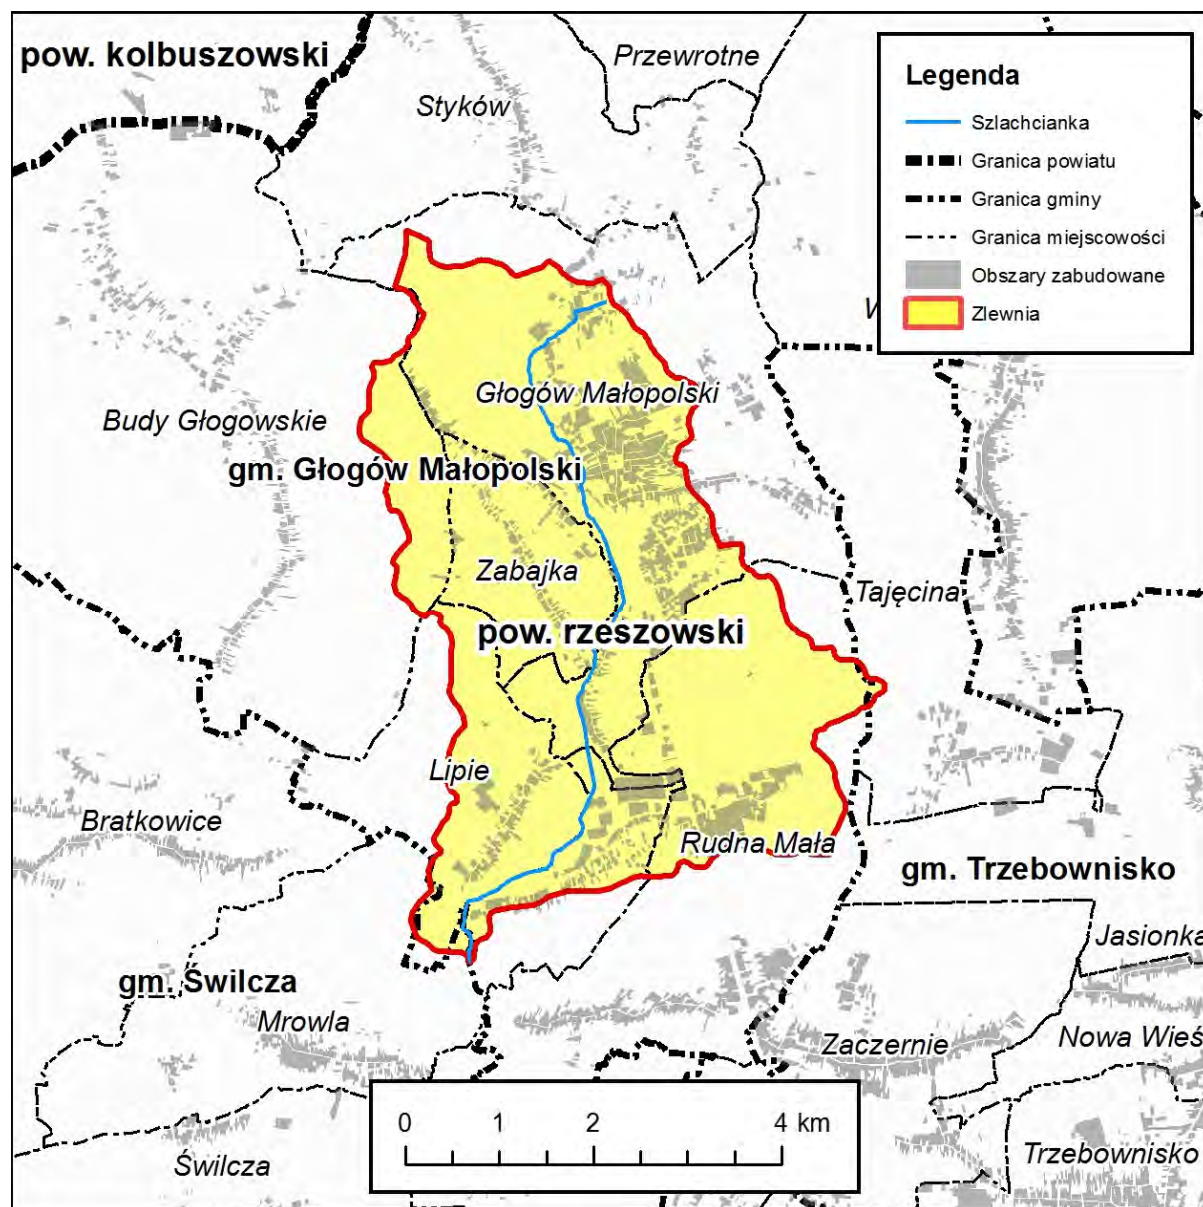 pow. kolbuszowski
Przewrotne
Styków
Legenda
Szlachcianka
Granica powiatu
Granica gminy
Granica miejscowości
Obszary zabudowane
Zlewnia
Głogów Małopolski
Budy Głogowskie
gm. Głogów Małopolski
Zabajka
Tajęcina
pow. rzeszowski
Lipie
Bratkowice
Rudna Mała
gm. Trzebownisko
Jasionka
gm. Świlcza
Mrowla
Zaczernie
Nowa Wieś
0 1 2 4 km
Świlcza
Trzebownisko